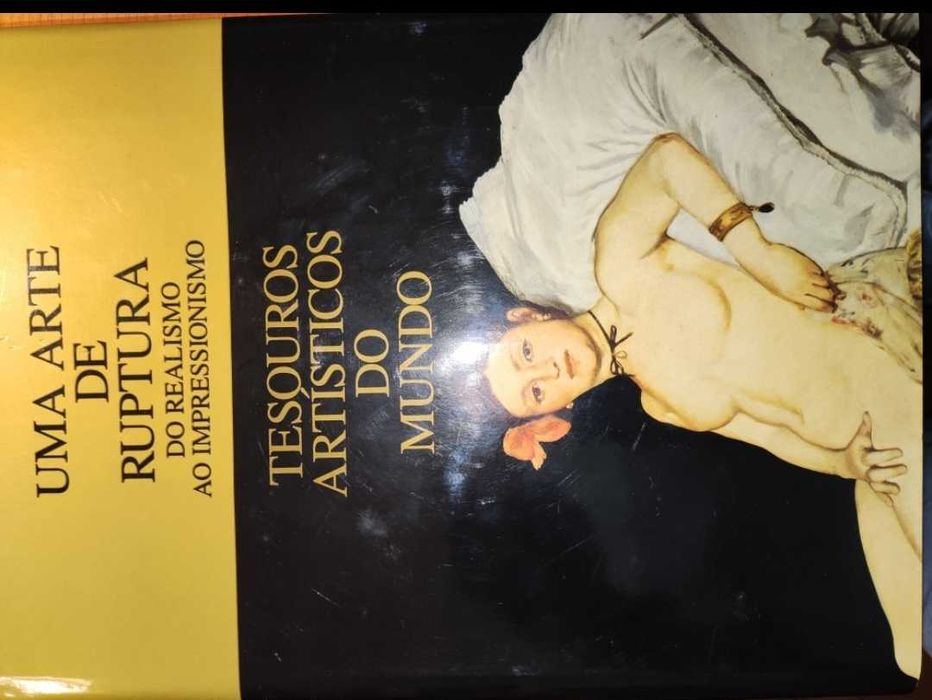 UMA ARTE
DE
RUPTURA
DO REALISMO
AO IMPRESSIONISMO
TESOUROS
ARTÍSTICOS
DO
MUNDO